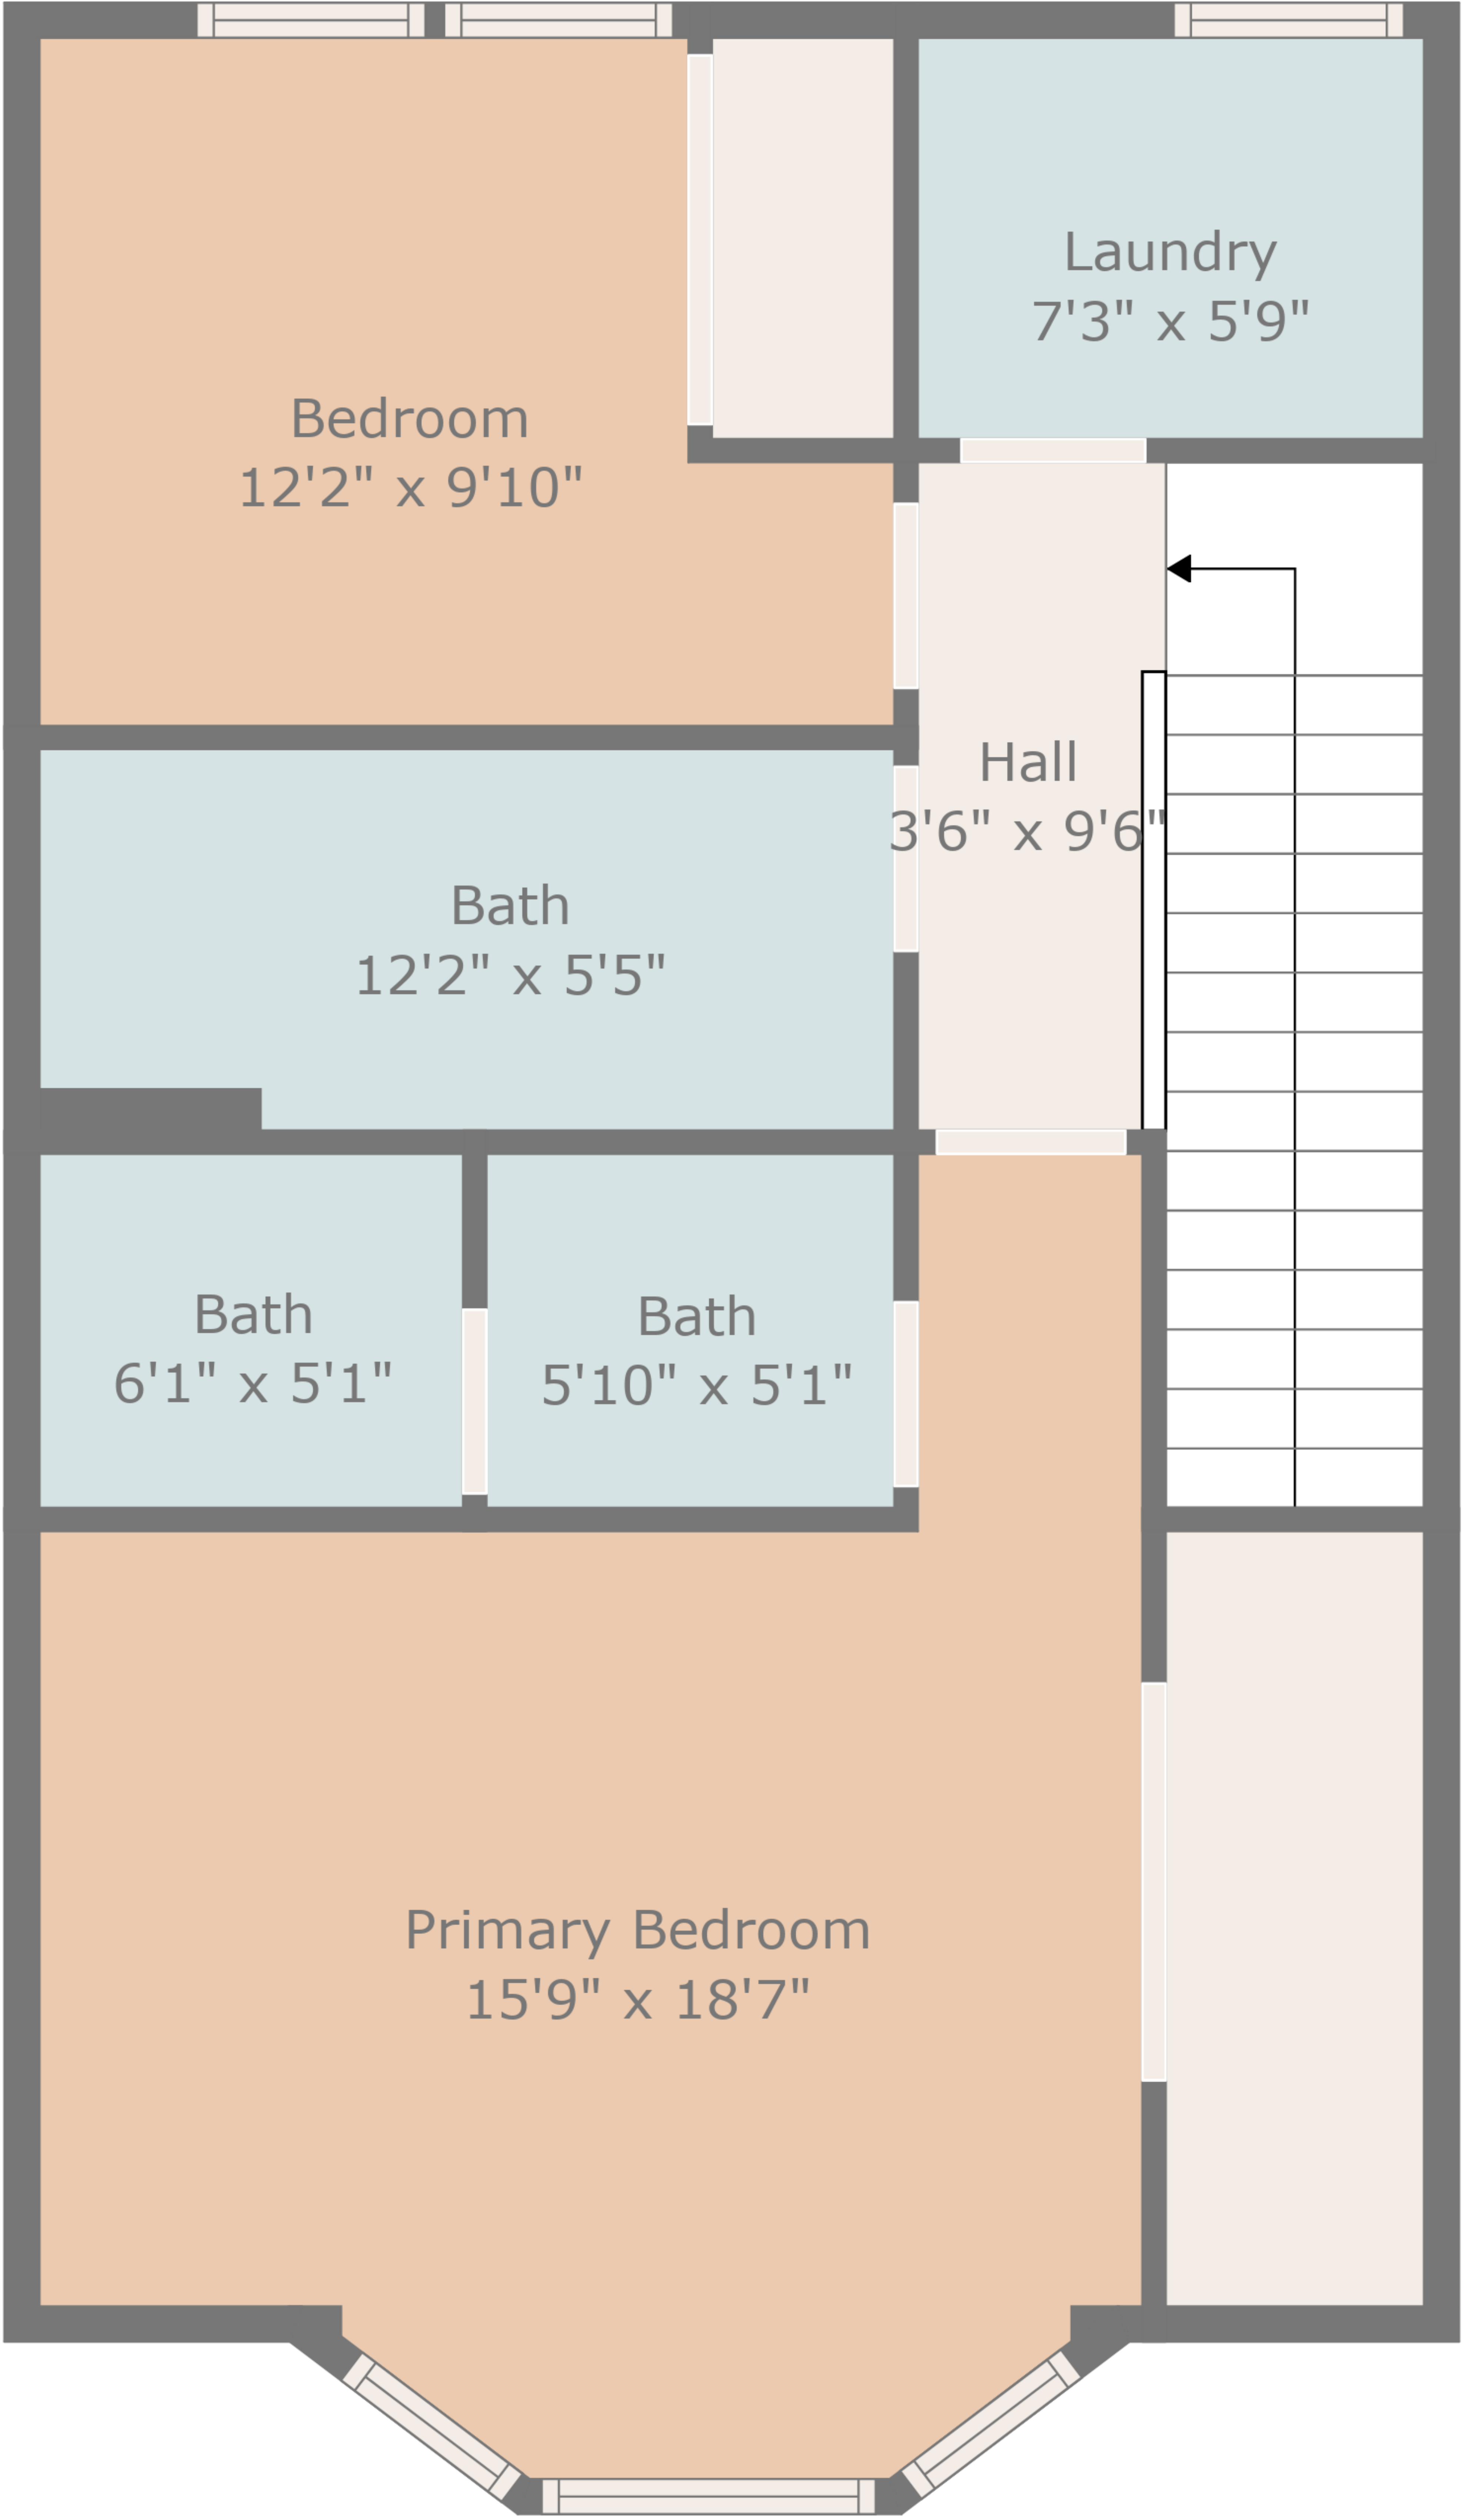 Laundry
7'3" x 5'9"
Bedroom
12'2" x 9'10"
Hall
3'6" x 9'6"
Bath
12'2" x 5'5"
Bath
6'1" x 5'1"
Bath
5'10" x 5'1"
Primary Bedroom
15'9" x 18'7"